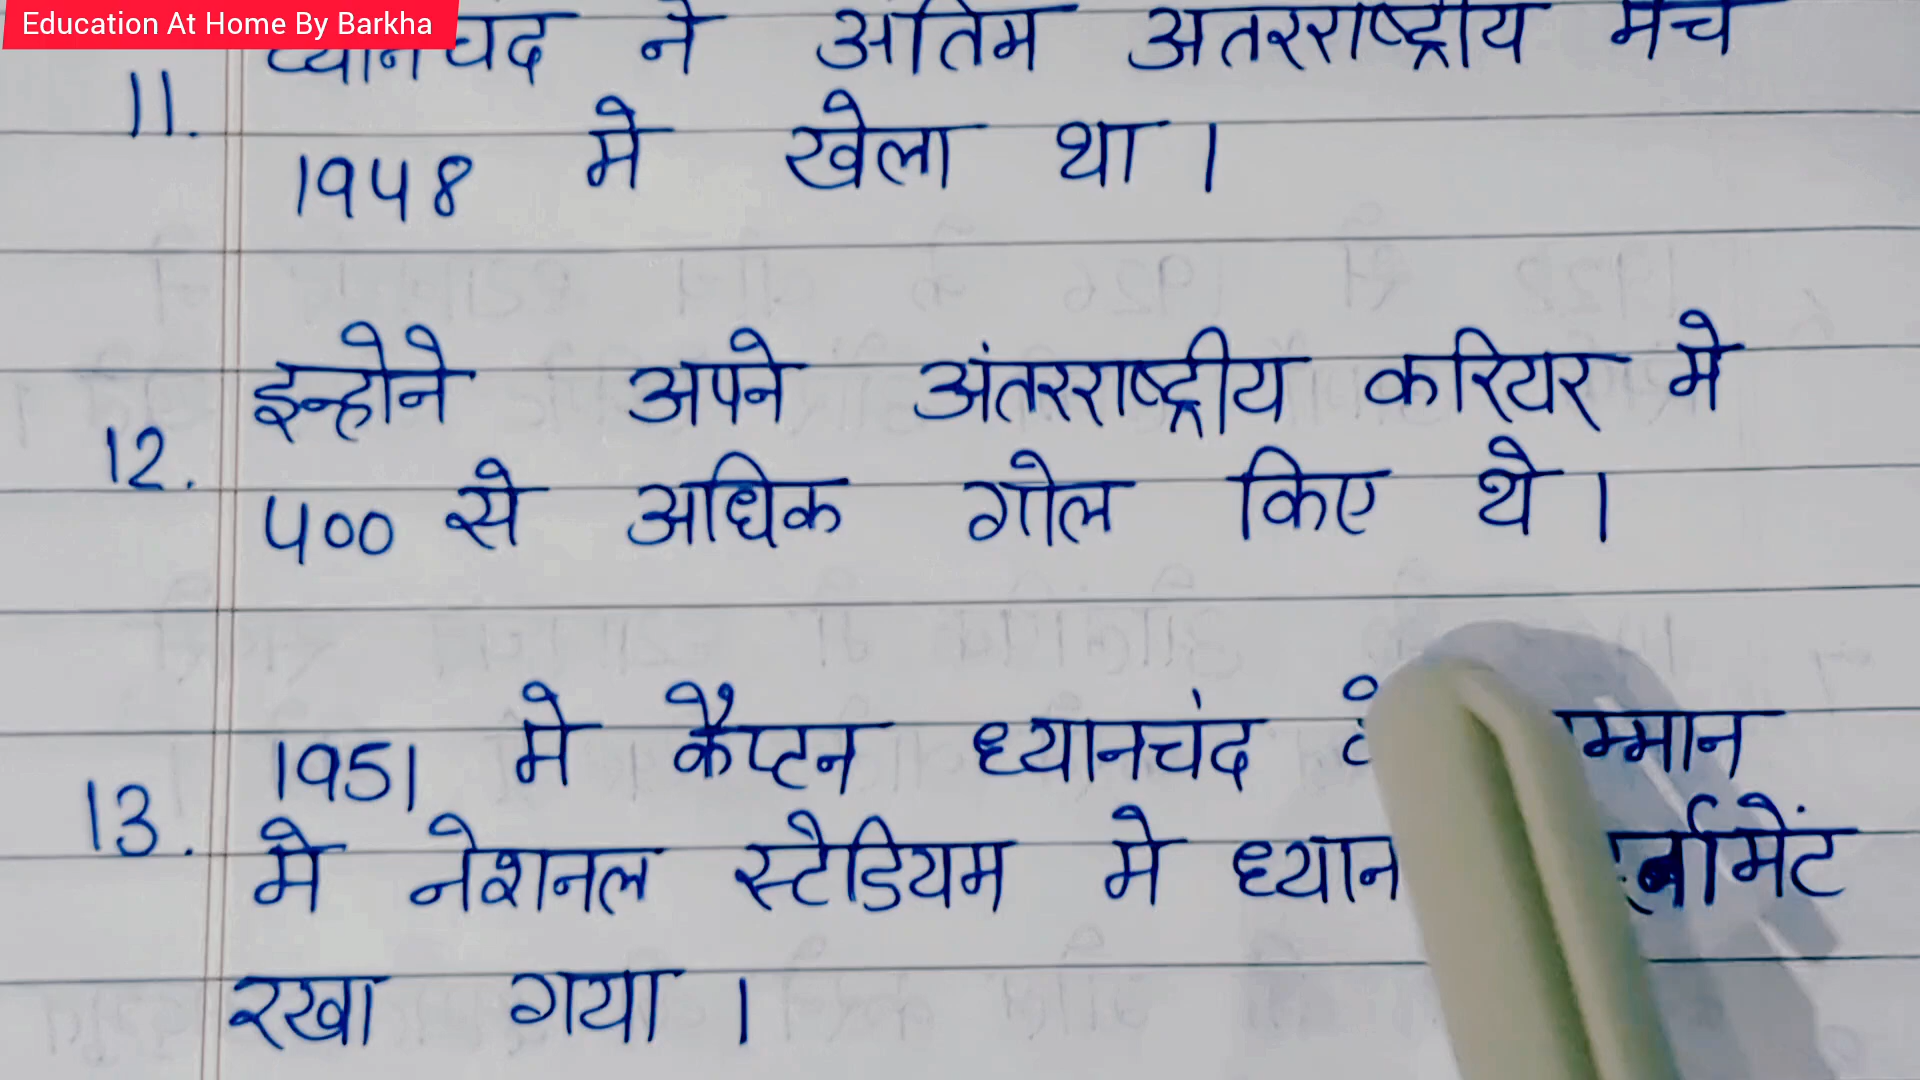 Education At Home By Barkha
11. ध्यानचंद ने अंतिम अंतरराष्ट्रीय मैच
1948 मे खेला था ।
12. इन्होने अपने अंतरराष्ट्रीय करियर मे
400 से अधिक गोल किए थे ।
13. 1951 मे कैप्टन ध्यानचंद के सम्मान
मे नेशनल स्टेडियम मे ध्यान
रखा गया ।